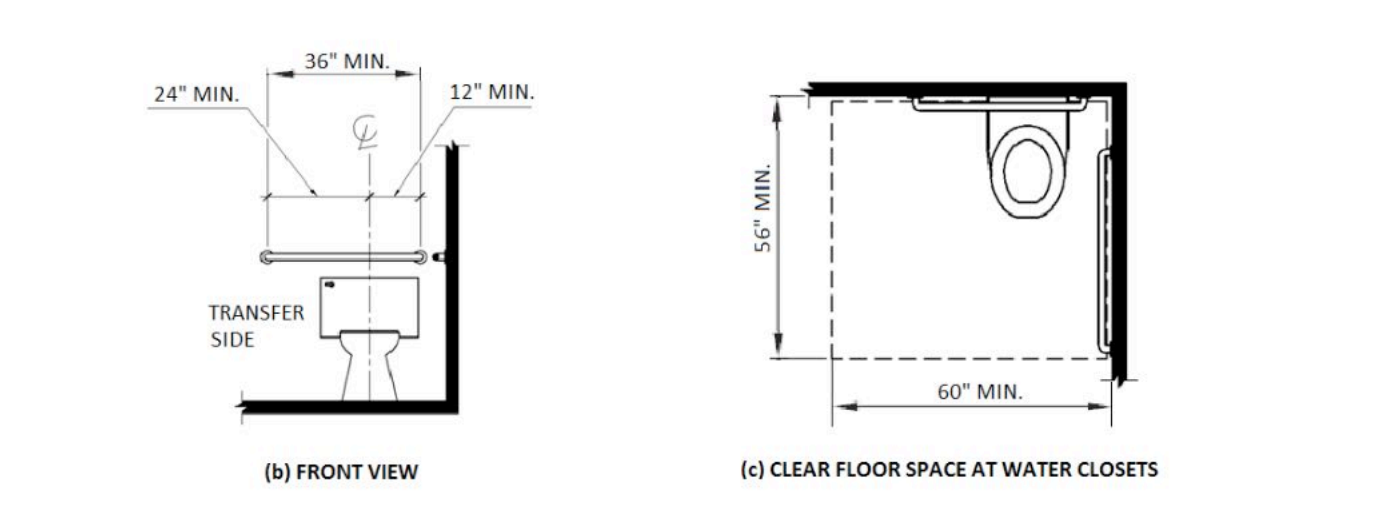 36" MIN.
24" MIN.
12" MIN.
℄
TRANSFER
SIDE
(b) FRONT VIEW
56" MIN.
60" MIN.
(c) CLEAR FLOOR SPACE AT WATER CLOSETS